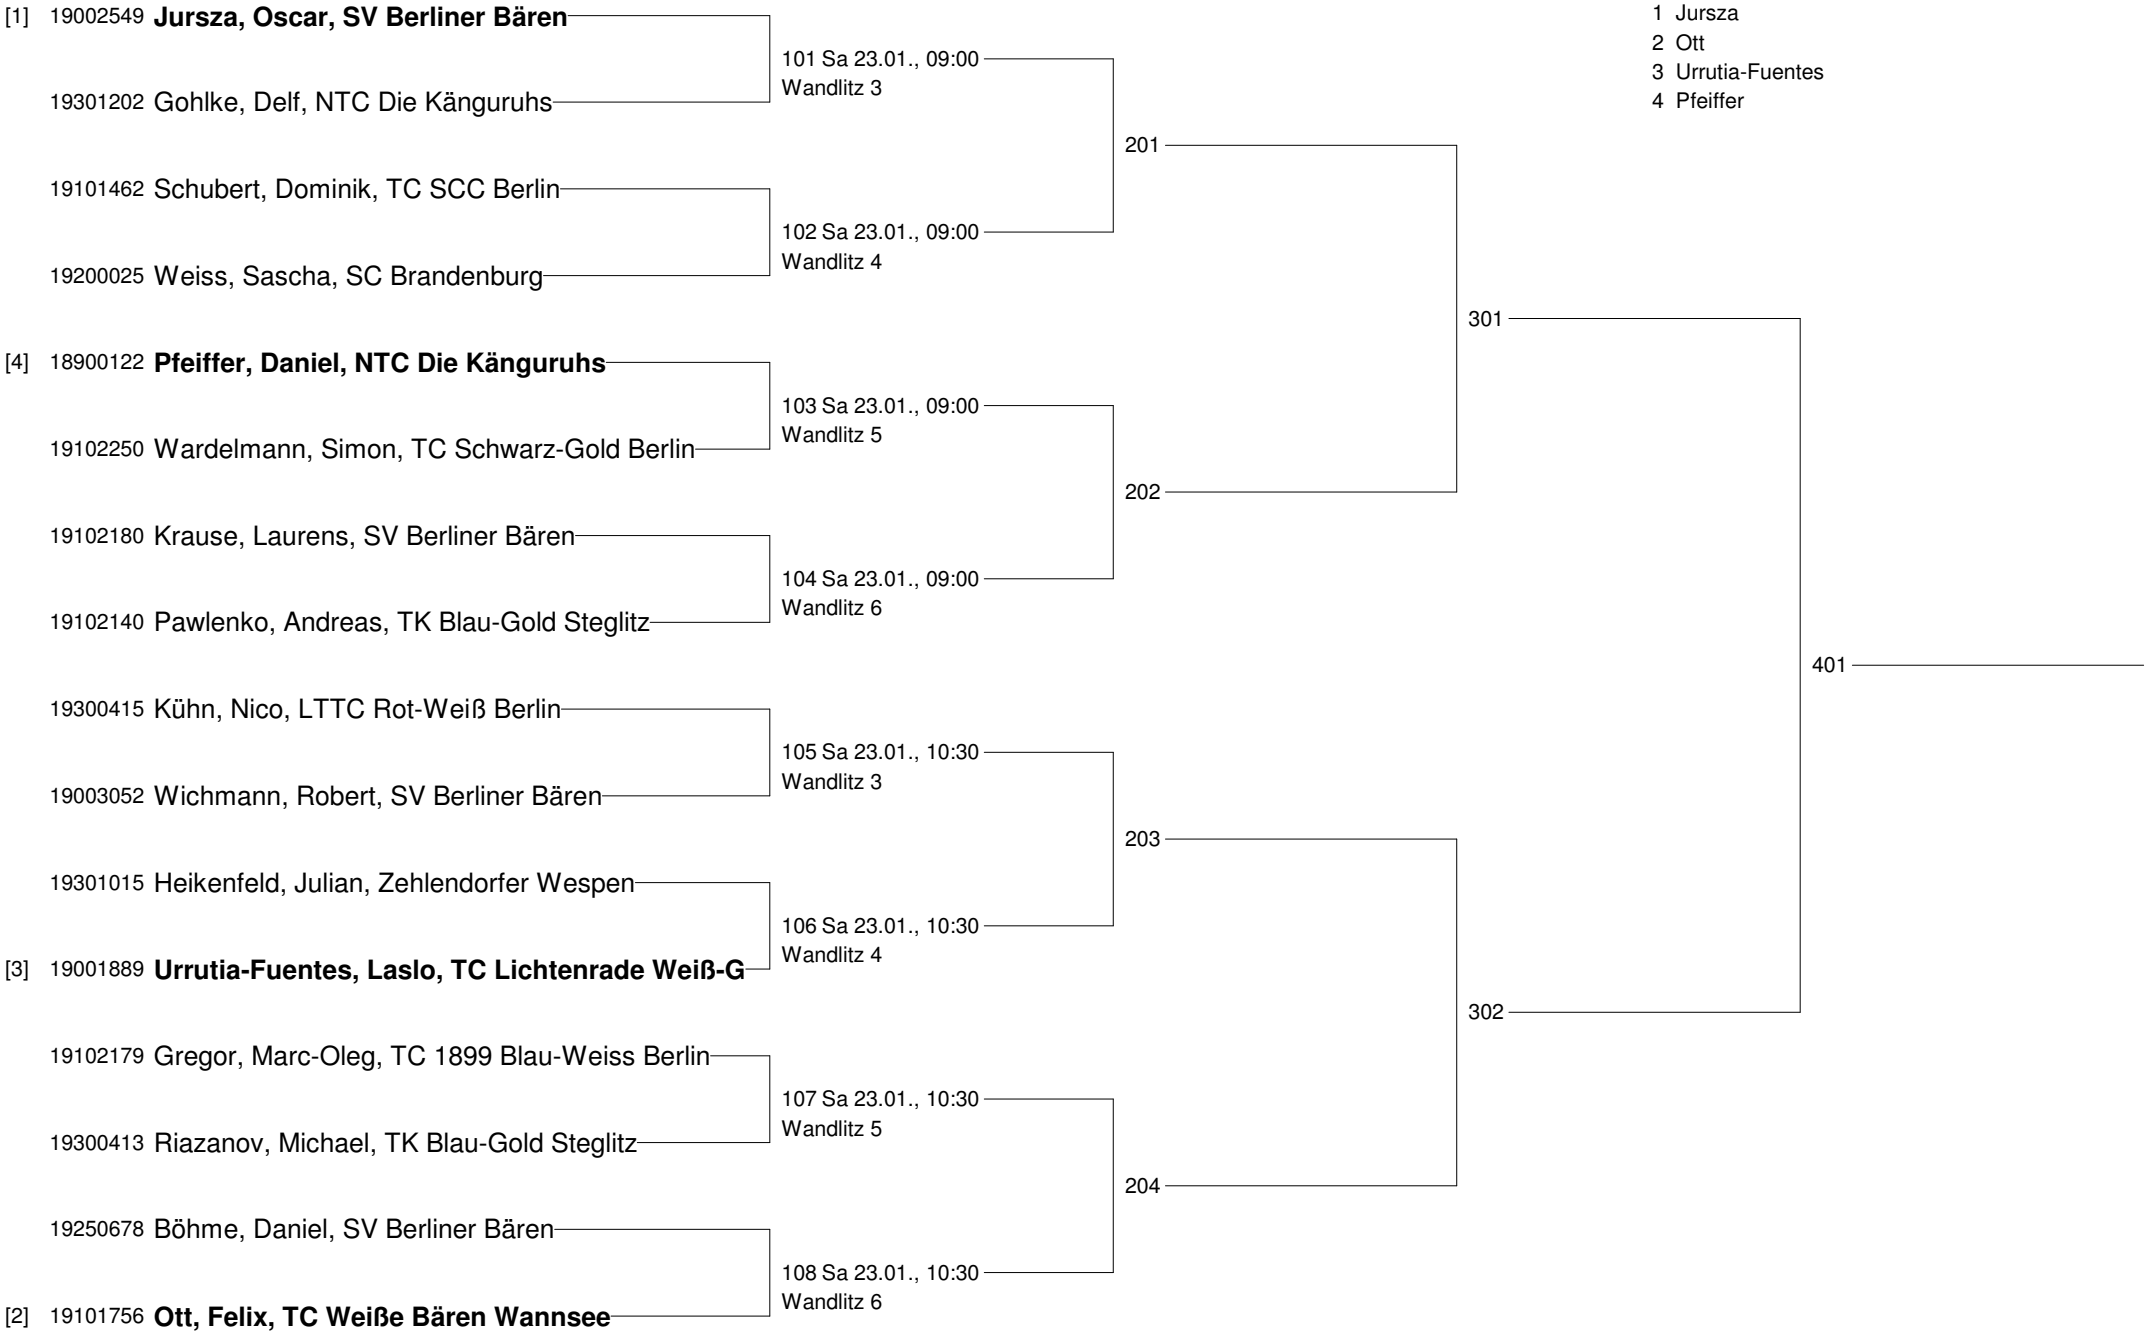 [1] 19002549 Jursza, Oscar, SV Berliner Bären
1 Jursza
2 Ott
3 Urrutia-Fuentes
4 Pfeiffer
101 Sa 23.01., 09:00
Wandlitz 3
19301202 Gohlke, Delf, NTC Die Känguruhs
201
19101462 Schubert, Dominik, TC SCC Berlin
102 Sa 23.01., 09:00
Wandlitz 4
19200025 Weiss, Sascha, SC Brandenburg
301
[4] 18900122 Pfeiffer, Daniel, NTC Die Känguruhs
103 Sa 23.01., 09:00
Wandlitz 5
19102250 Wardelmann, Simon, TC Schwarz-Gold Berlin
202
19102180 Krause, Laurens, SV Berliner Bären
104 Sa 23.01., 09:00
Wandlitz 6
19102140 Pawlenko, Andreas, TK Blau-Gold Steglitz
401
19300415 Kühn, Nico, LTTC Rot-Weiß Berlin
105 Sa 23.01., 10:30
Wandlitz 3
19003052 Wichmann, Robert, SV Berliner Bären
203
19301015 Heikenfeld, Julian, Zehlendorfer Wespen
106 Sa 23.01., 10:30
Wandlitz 4
[3] 19001889 Urrutia-Fuentes, Laslo, TC Lichtenrade Weiß-G
302
19102179 Gregor, Marc-Oleg, TC 1899 Blau-Weiss Berlin
107 Sa 23.01., 10:30
Wandlitz 5
19300413 Riazanov, Michael, TK Blau-Gold Steglitz
204
19250678 Böhme, Daniel, SV Berliner Bären
108 Sa 23.01., 10:30
Wandlitz 6
[2] 19101756 Ott, Felix, TC Weiße Bären Wannsee